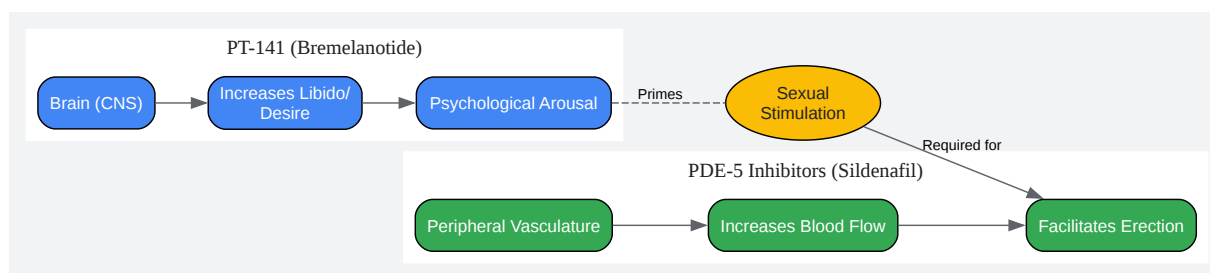 PT-141 (Bremelanotide)
Brain (CNS)
Increases Libido/
Desire
Psychological Arousal
Primes
Sexual
Stimulation
Required for
PDE-5 Inhibitors (Sildenafil)
Peripheral Vasculature
Increases Blood Flow
Facilitates Erection